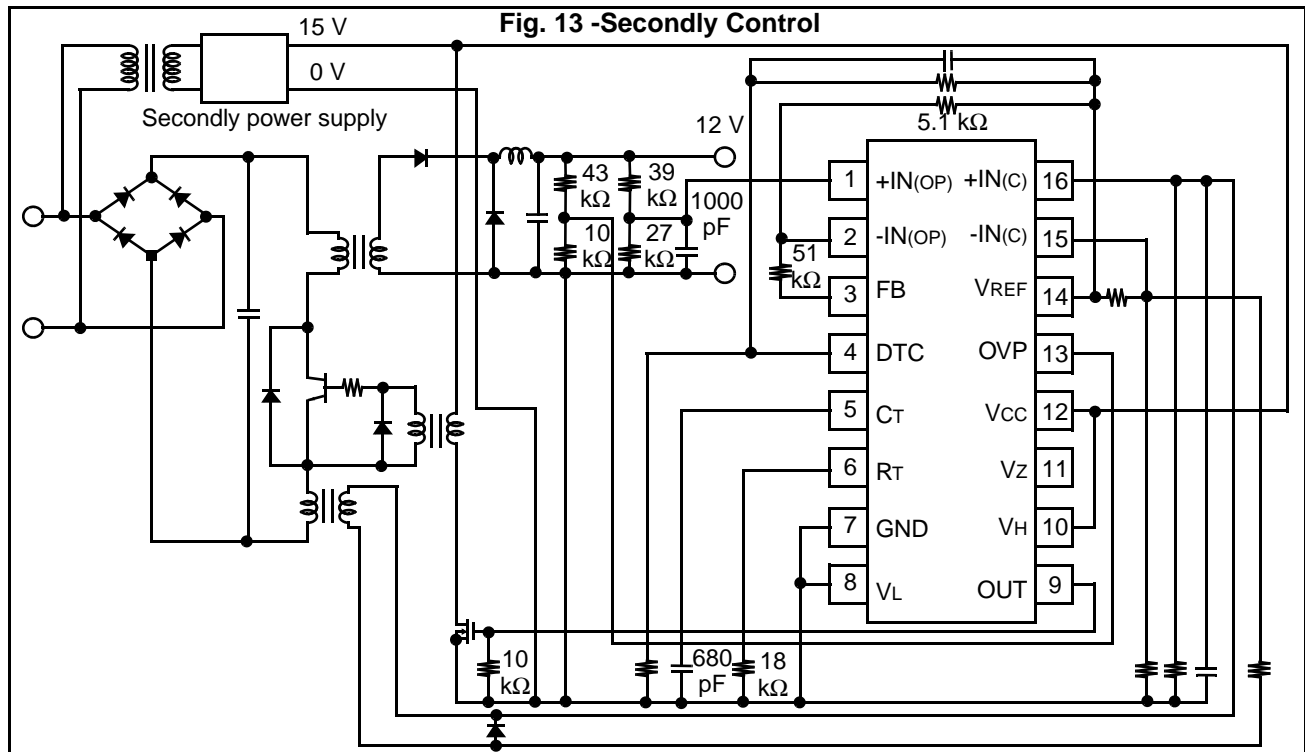 Fig. 13 -Secondly Control
15 V
0 V
Secondly power supply
12 V
43 kΩ
39 kΩ
1000 pF
10 kΩ
27 kΩ
5.1 kΩ
51 kΩ
1 +IN(OP) +IN(C) 16
2 -IN(OP) -IN(C) 15
3 FB VREF 14
4 DTC OVP 13
5 CT VCC 12
6 RT VZ 11
7 GND VH 10
8 VL OUT 9
10 kΩ
680 pF
18 kΩ